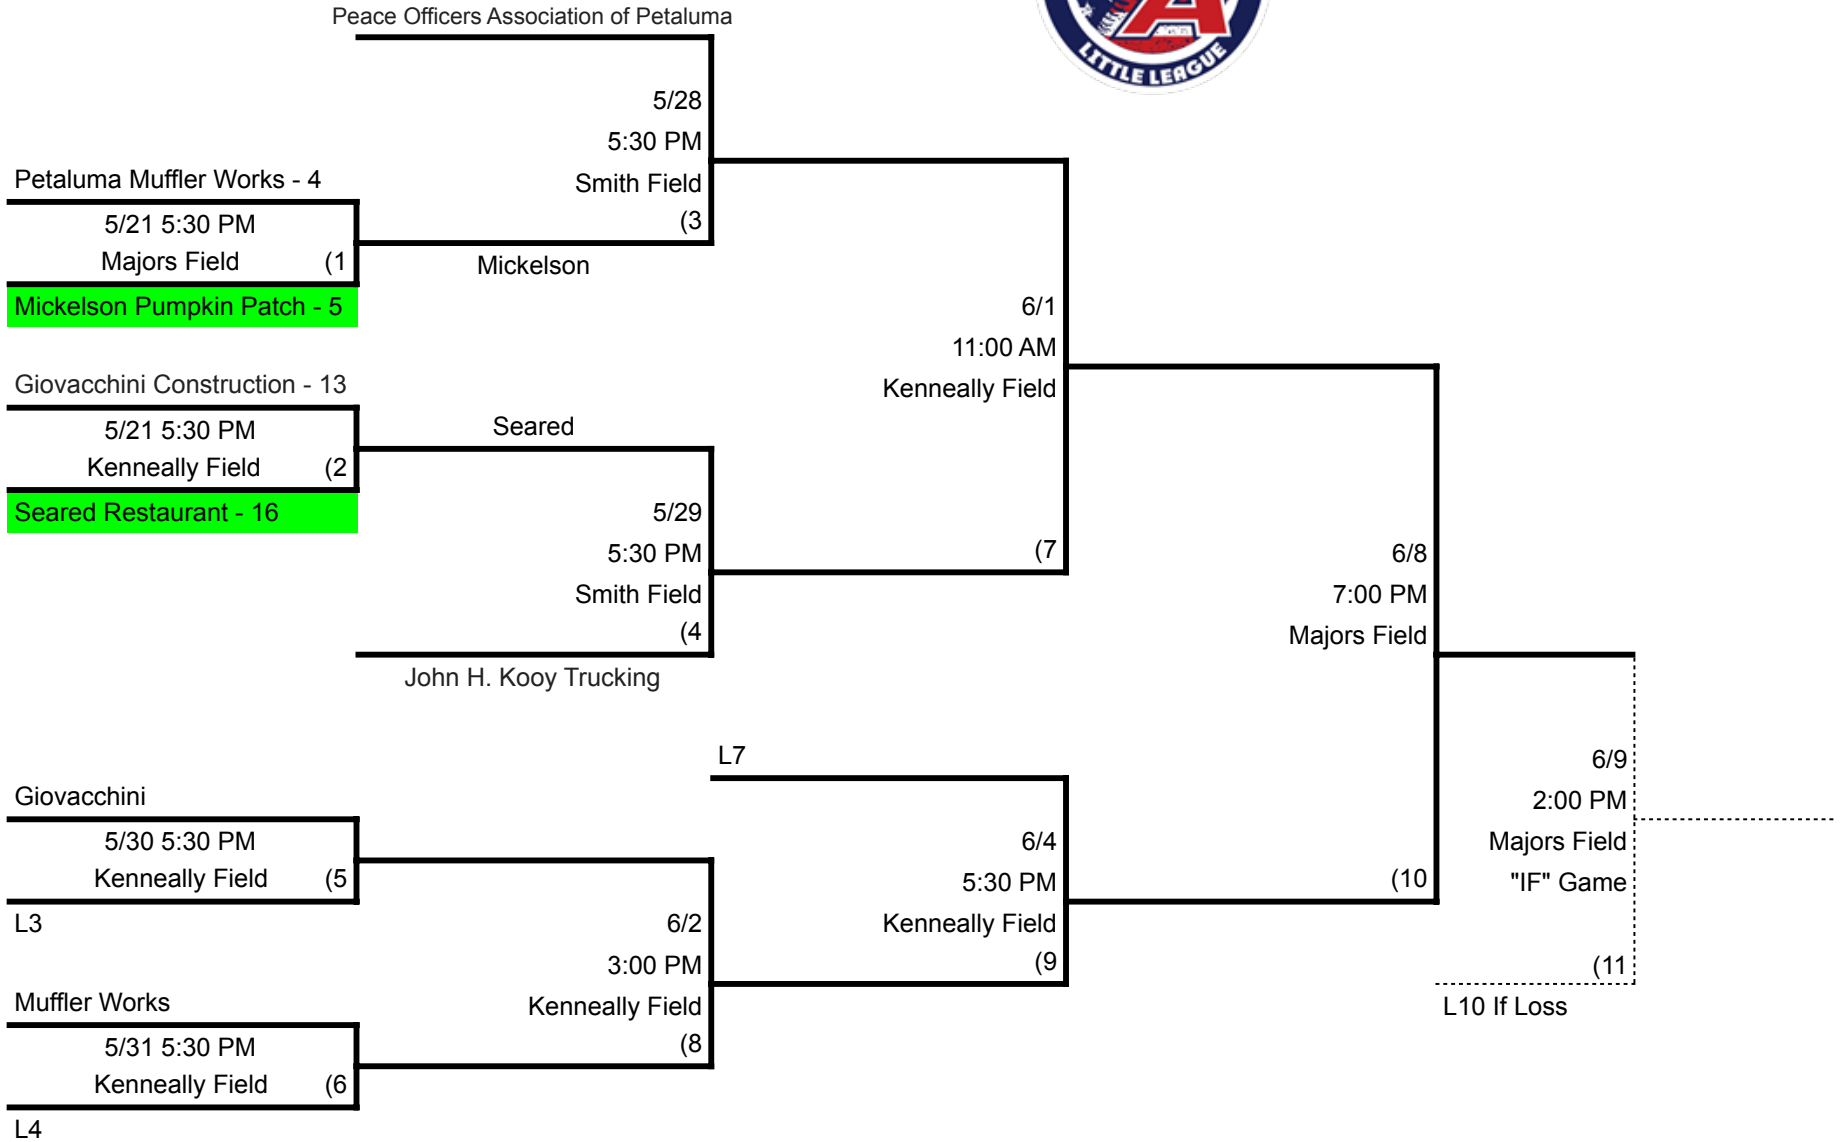 Peace Officers Association of Petaluma
A
LITTLE LEAGUE
5/28
5:30 PM
Smith Field
(3
Petaluma Muffler Works - 4
5/21 5:30 PM
Majors Field (1
Mickelson Pumpkin Patch - 5
Mickelson
6/1
11:00 AM
Kenneally Field
(7
Giovacchini Construction - 13
5/21 5:30 PM
Kenneally Field (2
Seared Restaurant - 16
Seared
5/29
5:30 PM
Smith Field
(4
John H. Kooy Trucking
6/8
7:00 PM
Majors Field
(10
L7
6/4
5:30 PM
Kenneally Field
(9
Giovacchini
5/30 5:30 PM
Kenneally Field (5
L3
6/2
3:00 PM
Kenneally Field
(8
Muffler Works
5/31 5:30 PM
Kenneally Field (6
L4
6/9
2:00 PM
Majors Field
"IF" Game
(11
L10 If Loss